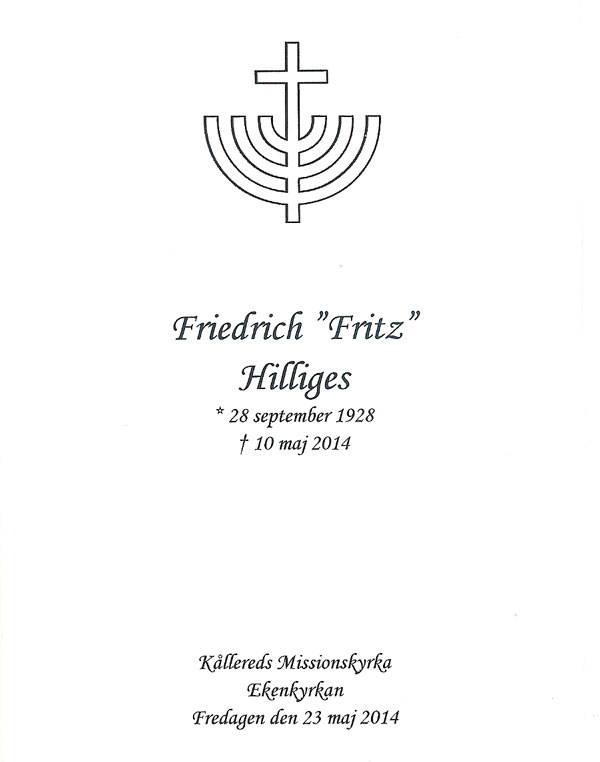 Friedrich ”Fritz”
Hilliges
* 28 september 1928
† 10 maj 2014
Kållereds Missionskyrka
Ekenkyrkan
Fredagen den 23 maj 2014